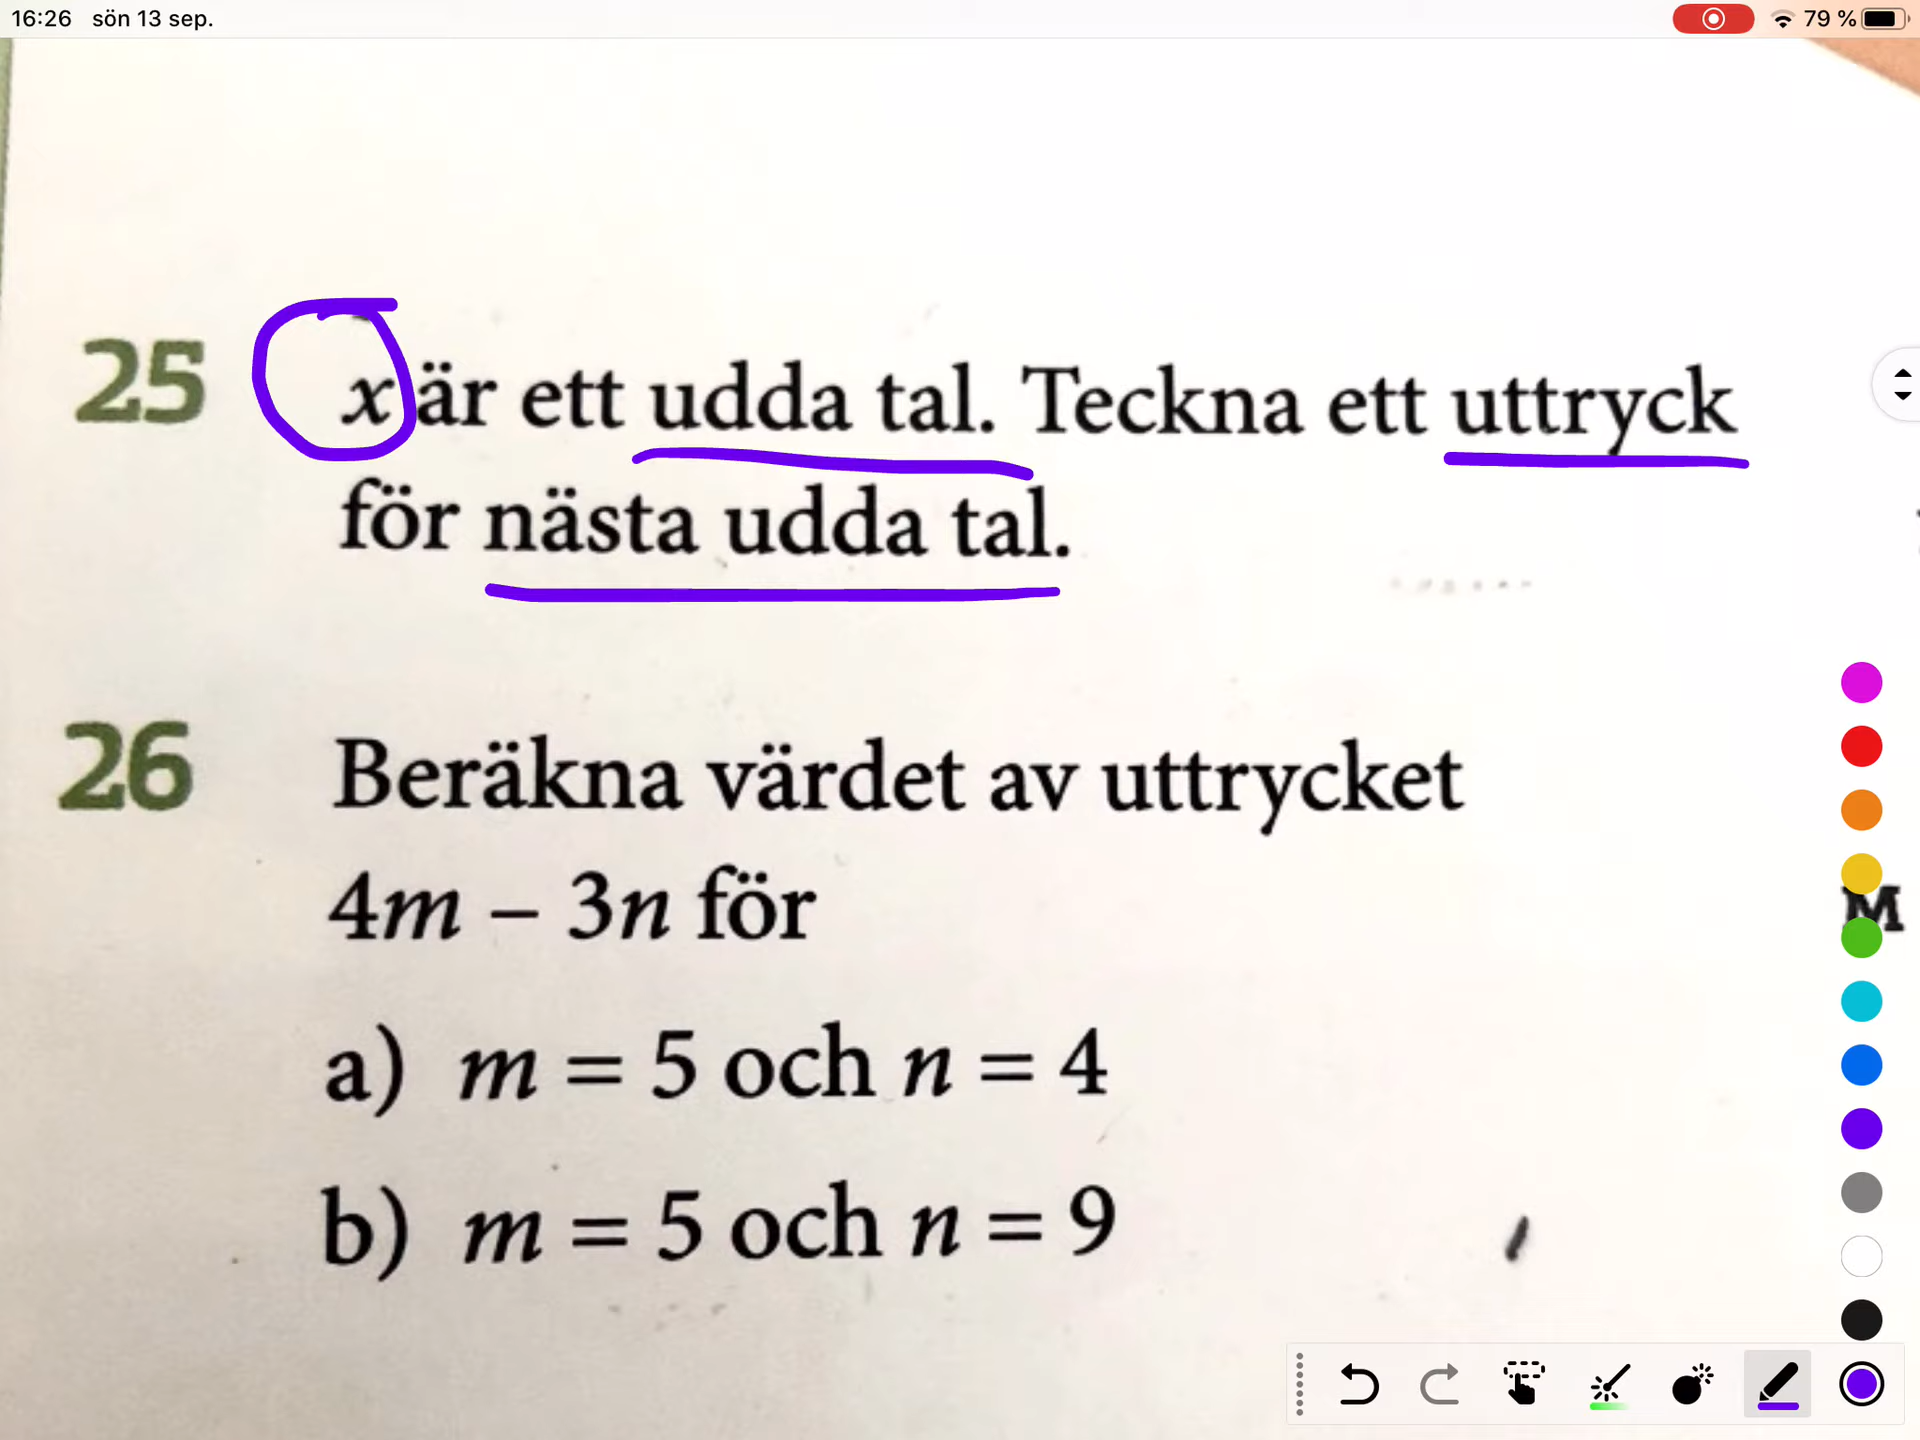 16:26 sön 13 sep. 79 %
25 x är ett udda tal. Teckna ett uttryck
för nästa udda tal.
26 Beräkna värdet av uttrycket
4m – 3n för
M
a) m = 5 och n = 4
b) m = 5 och n = 9